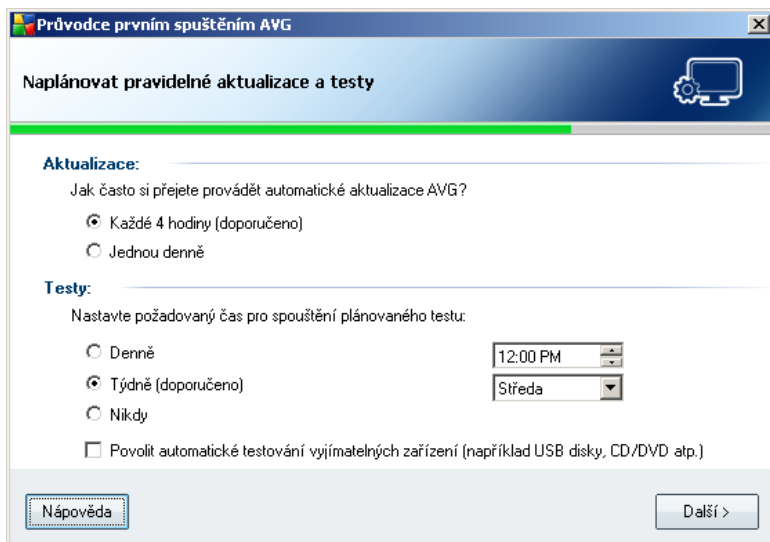 Průvodce prvním spuštěním AVG
Naplánovat pravidelné aktualizace a testy
Aktualizace:
Jak často si přejete provádět automatické aktualizace AVG?
Každé 4 hodiny (doporučeno)
Jednou denně
Testy:
Nastavte požadovaný čas pro spouštění plánovaného testu:
Denně 12:00 PM
Týdně (doporučeno) Středa
Nikdy
Povolit automatické testování vyjímatelných zařízení (například USB disky, CD/DVD atp.)
Nápověda Další >